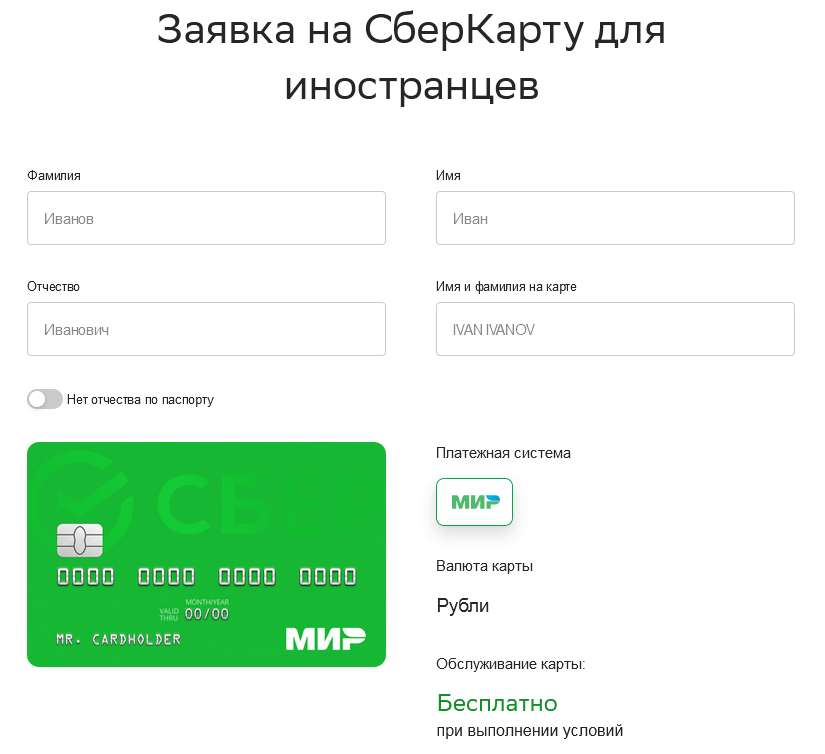 Заявка на СберКарту для
иностранцев
Фамилия
Имя
Иванов
Иван
Отчество
Имя и фамилия на карте
Иванович
IVAN IVANOV
Нет отчества по паспорту
СБЕР
0000 0000 0000 0000
MONTH/YEAR
VALID
THRU
00/00
MR. CARDHOLDER
МИР
Платежная система
МИР
Валюта карты
Рубли
Обслуживание карты:
Бесплатно
при выполнении условий